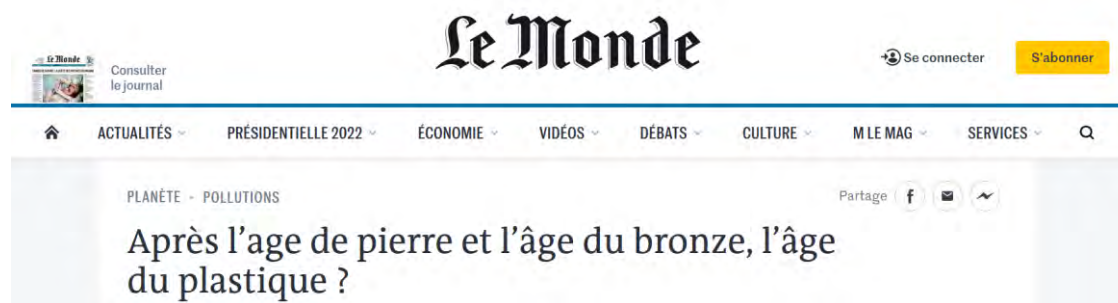 Le Monde
Consulter
le journal
Se connecter
S'abonner
ACTUALITÉS
PRÉSIDENTIELLE 2022
ÉCONOMIE
VIDÉOS
DÉBATS
CULTURE
M LE MAG
SERVICES
PLANÈTE - POLLUTIONS
Partage
Après l'age de pierre et l'âge du bronze, l'âge
du plastique ?